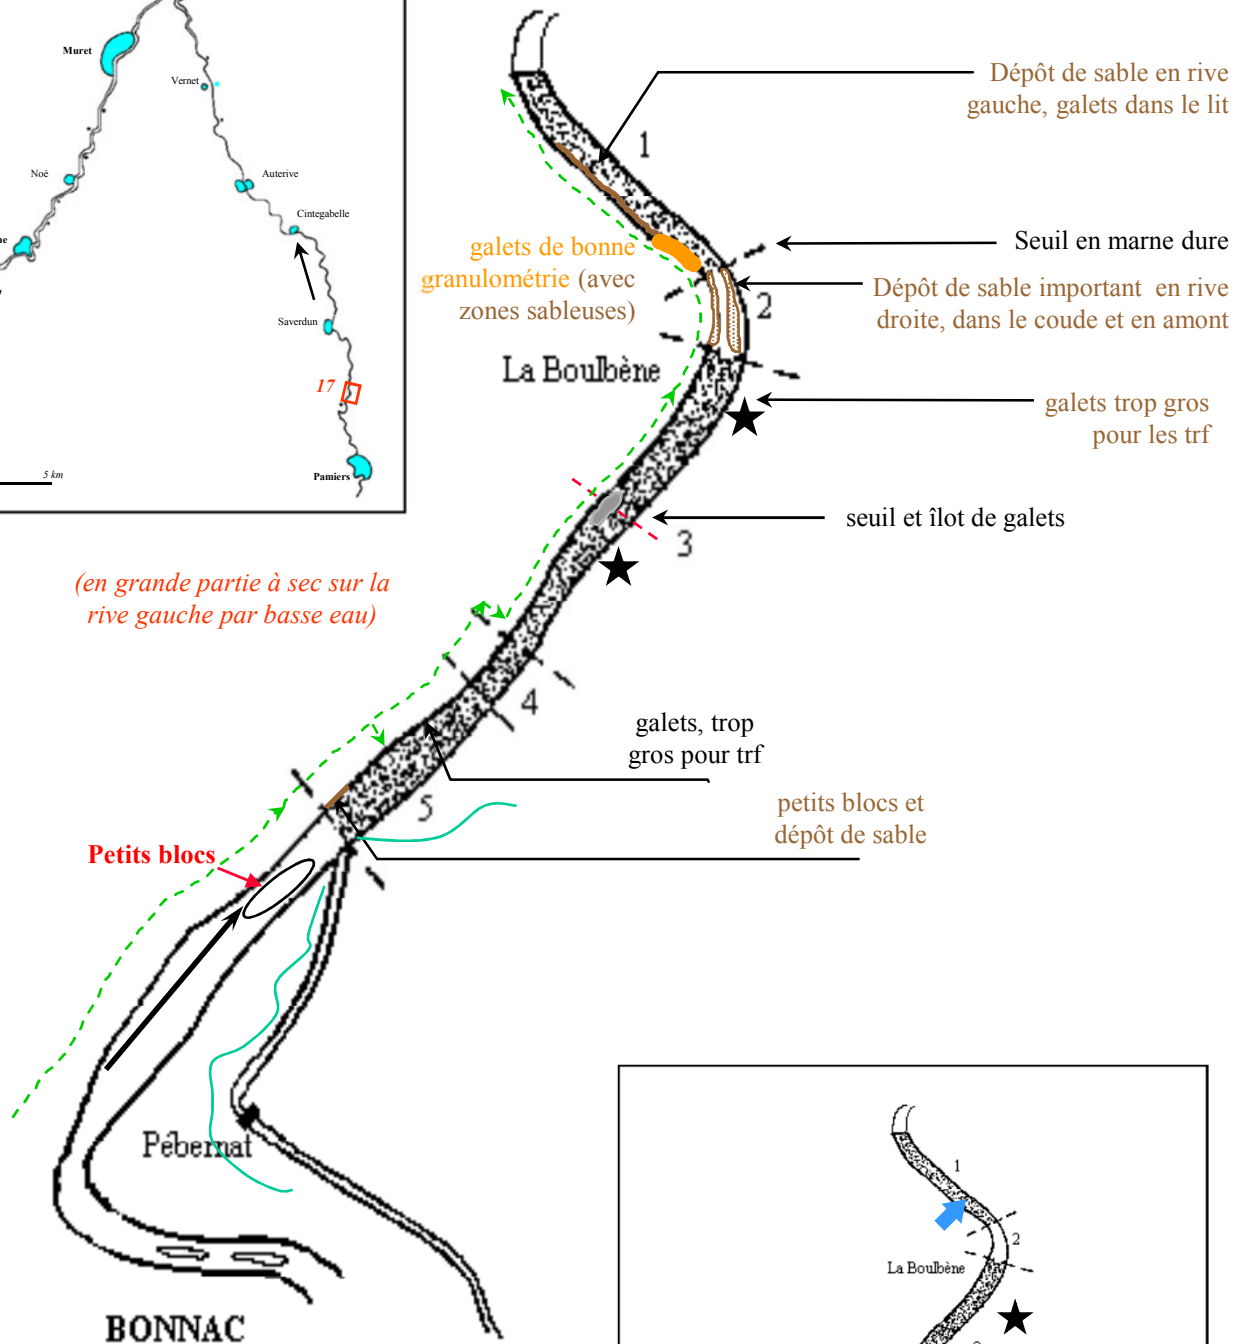 Muret
Vernet
Noé
Auterive
Cintegabelle
ne
Saverdun
17
5 km
Pamiers
Dépôt de sable en rive
gauche, galets dans le lit
1
galets de bonne
granulométrie (avec
zones sableuses)
Seuil en marne dure
2
Dépôt de sable important en rive
droite, dans le coude et en amont
La Boulbène
galets trop gros
pour les trf
seuil et îlot de galets
3
(en grande partie à sec sur la
rive gauche par basse eau)
4
galets, trop
gros pour trf
5
petits blocs et
dépôt de sable
Petits blocs
Pébernat
BONNAC
1
2
La Boulbène